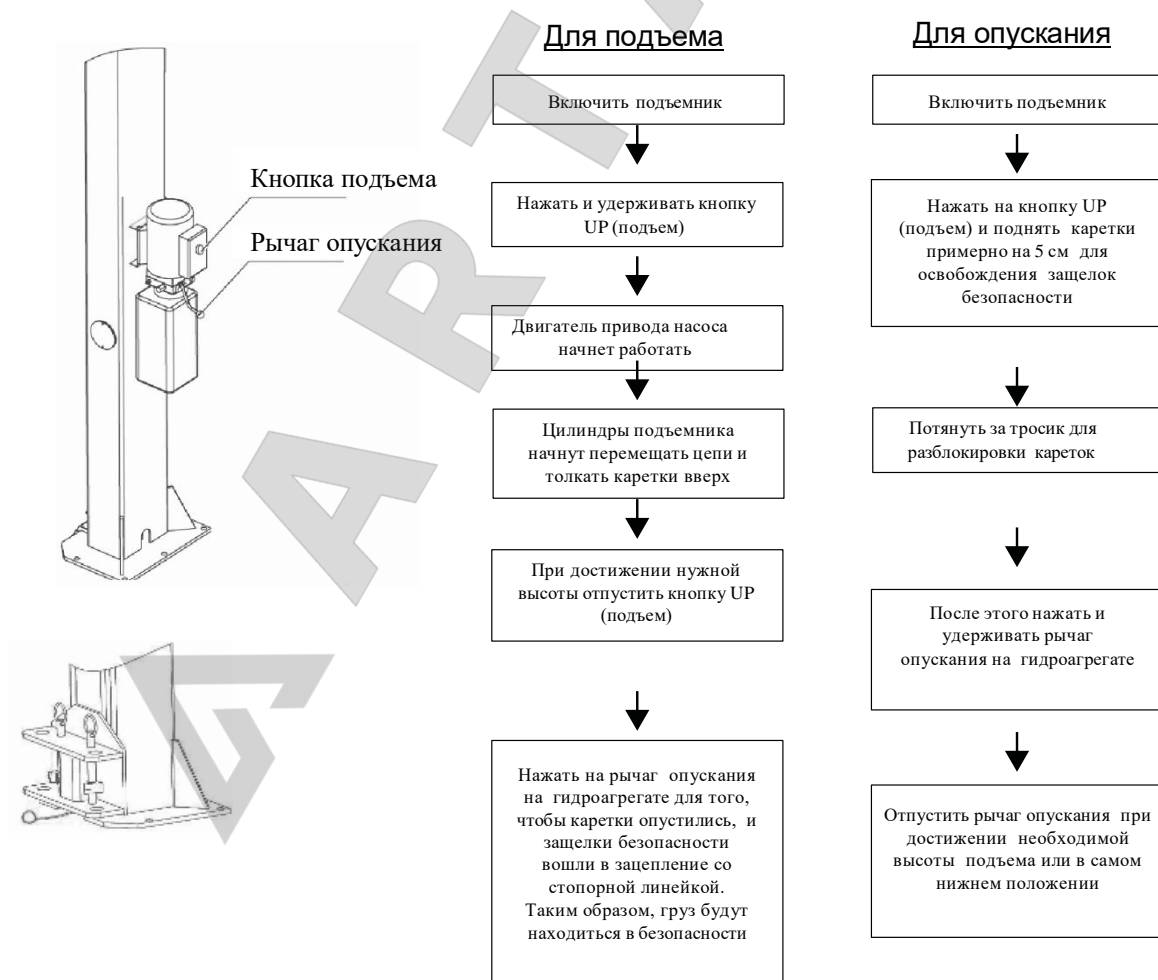 Кнопка подъема
Рычаг опускания
Для подъема
Включить подъемник
Нажать и удерживать кнопку
UP (подъем)
Двигатель привода насоса
начнет работать
Цилиндры подъемника
начнут перемещать цепи и
толкать каретки вверх
При достижении нужной
высоты отпустить кнопку UP
(подъем)
Нажать на рычаг опускания
на гидроагрегате для того,
чтобы каретки опустились, и
защелки безопасности
вошли в зацепление со
стопорной линейкой.
Таким образом, груз будут
находиться в безопасности
Для опускания
Включить подъемник
Нажать на кнопку UP
(подъем) и поднять каретки
примерно на 5 см для
освобождения защелок
безопасности
Потянуть за тросик для
разблокировки кареток
После этого нажать и
удерживать рычаг
опускания на гидроагрегате
Отпустить рычаг опускания при
достижении необходимой
высоты подъема или в самом
нижнем положении
A R T